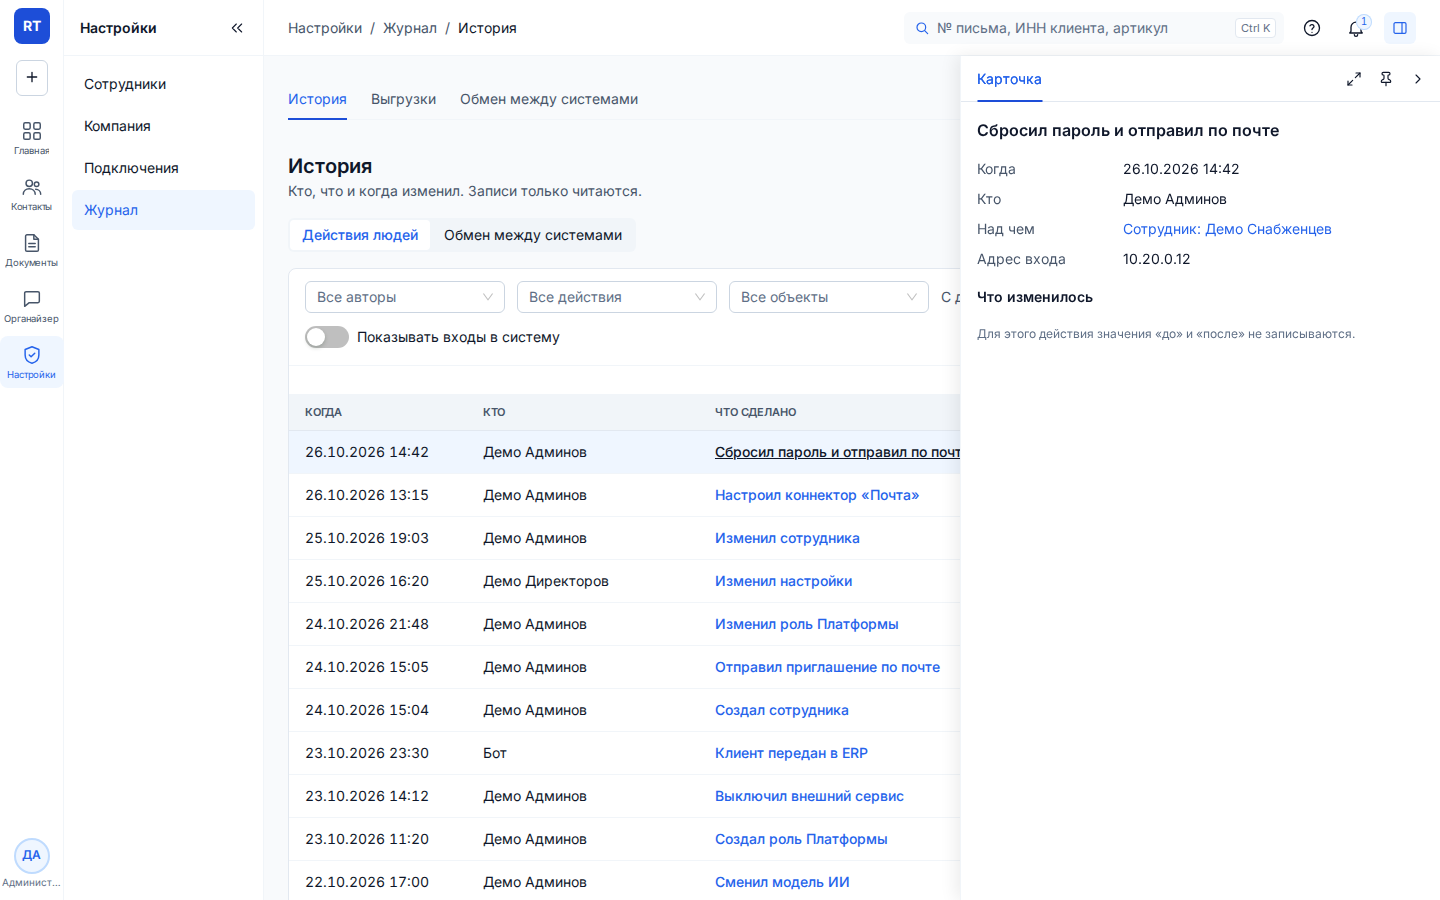 RT
Главная
Контакты
Документы
Органайзер
Настройки
ДА
Админист...
Настройки
Сотрудники
Компания
Подключения
Журнал
Настройки / Журнал / История
№ письма, ИНН клиента, артикул
Ctrl K
1
История
Выгрузки
Обмен между системами
История
Кто, что и когда изменил. Записи только читаются.
Действия людей
Обмен между системами
Все авторы
Все действия
Все объекты
С д
Показывать входы в систему
КОГДА КТО ЧТО СДЕЛАНО
26.10.2026 14:42 Демо Админов Сбросил пароль и отправил по почт
26.10.2026 13:15 Демо Админов Настроил коннектор «Почта»
25.10.2026 19:03 Демо Админов Изменил сотрудника
25.10.2026 16:20 Демо Директоров Изменил настройки
24.10.2026 21:48 Демо Админов Изменил роль Платформы
24.10.2026 15:05 Демо Админов Отправил приглашение по почте
24.10.2026 15:04 Демо Админов Создал сотрудника
23.10.2026 23:30 Бот Клиент передан в ERP
23.10.2026 14:12 Демо Админов Выключил внешний сервис
23.10.2026 11:20 Демо Админов Создал роль Платформы
22.10.2026 17:00 Демо Админов Сменил модель ИИ
Карточка
Сбросил пароль и отправил по почте
Когда 26.10.2026 14:42
Кто Демо Админов
Над чем Сотрудник: Демо Снабженцев
Адрес входа 10.20.0.12
Что изменилось
Для этого действия значения «до» и «после» не записываются.